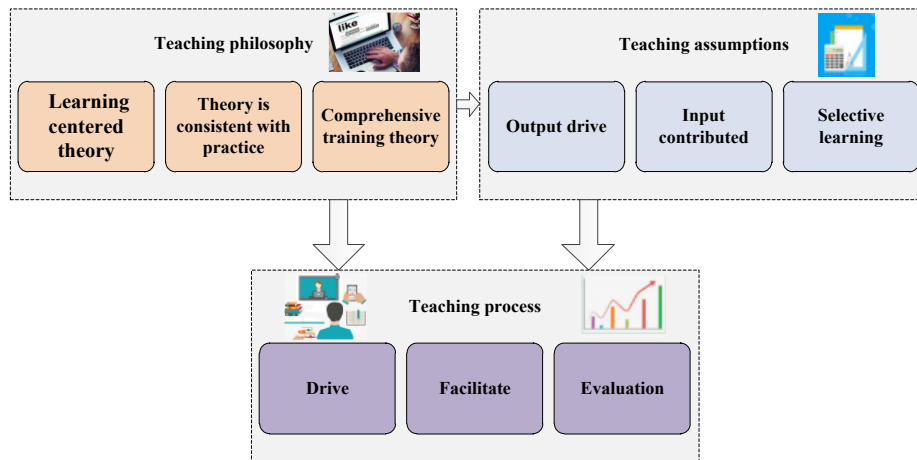 Teaching philosophy
like
Learning
centered
theory
Theory is
consistent with
practice
Comprehensive
training theory
Teaching assumptions
Output drive
Input
contributed
Selective
learning
Teaching process
Drive
Facilitate
Evaluation